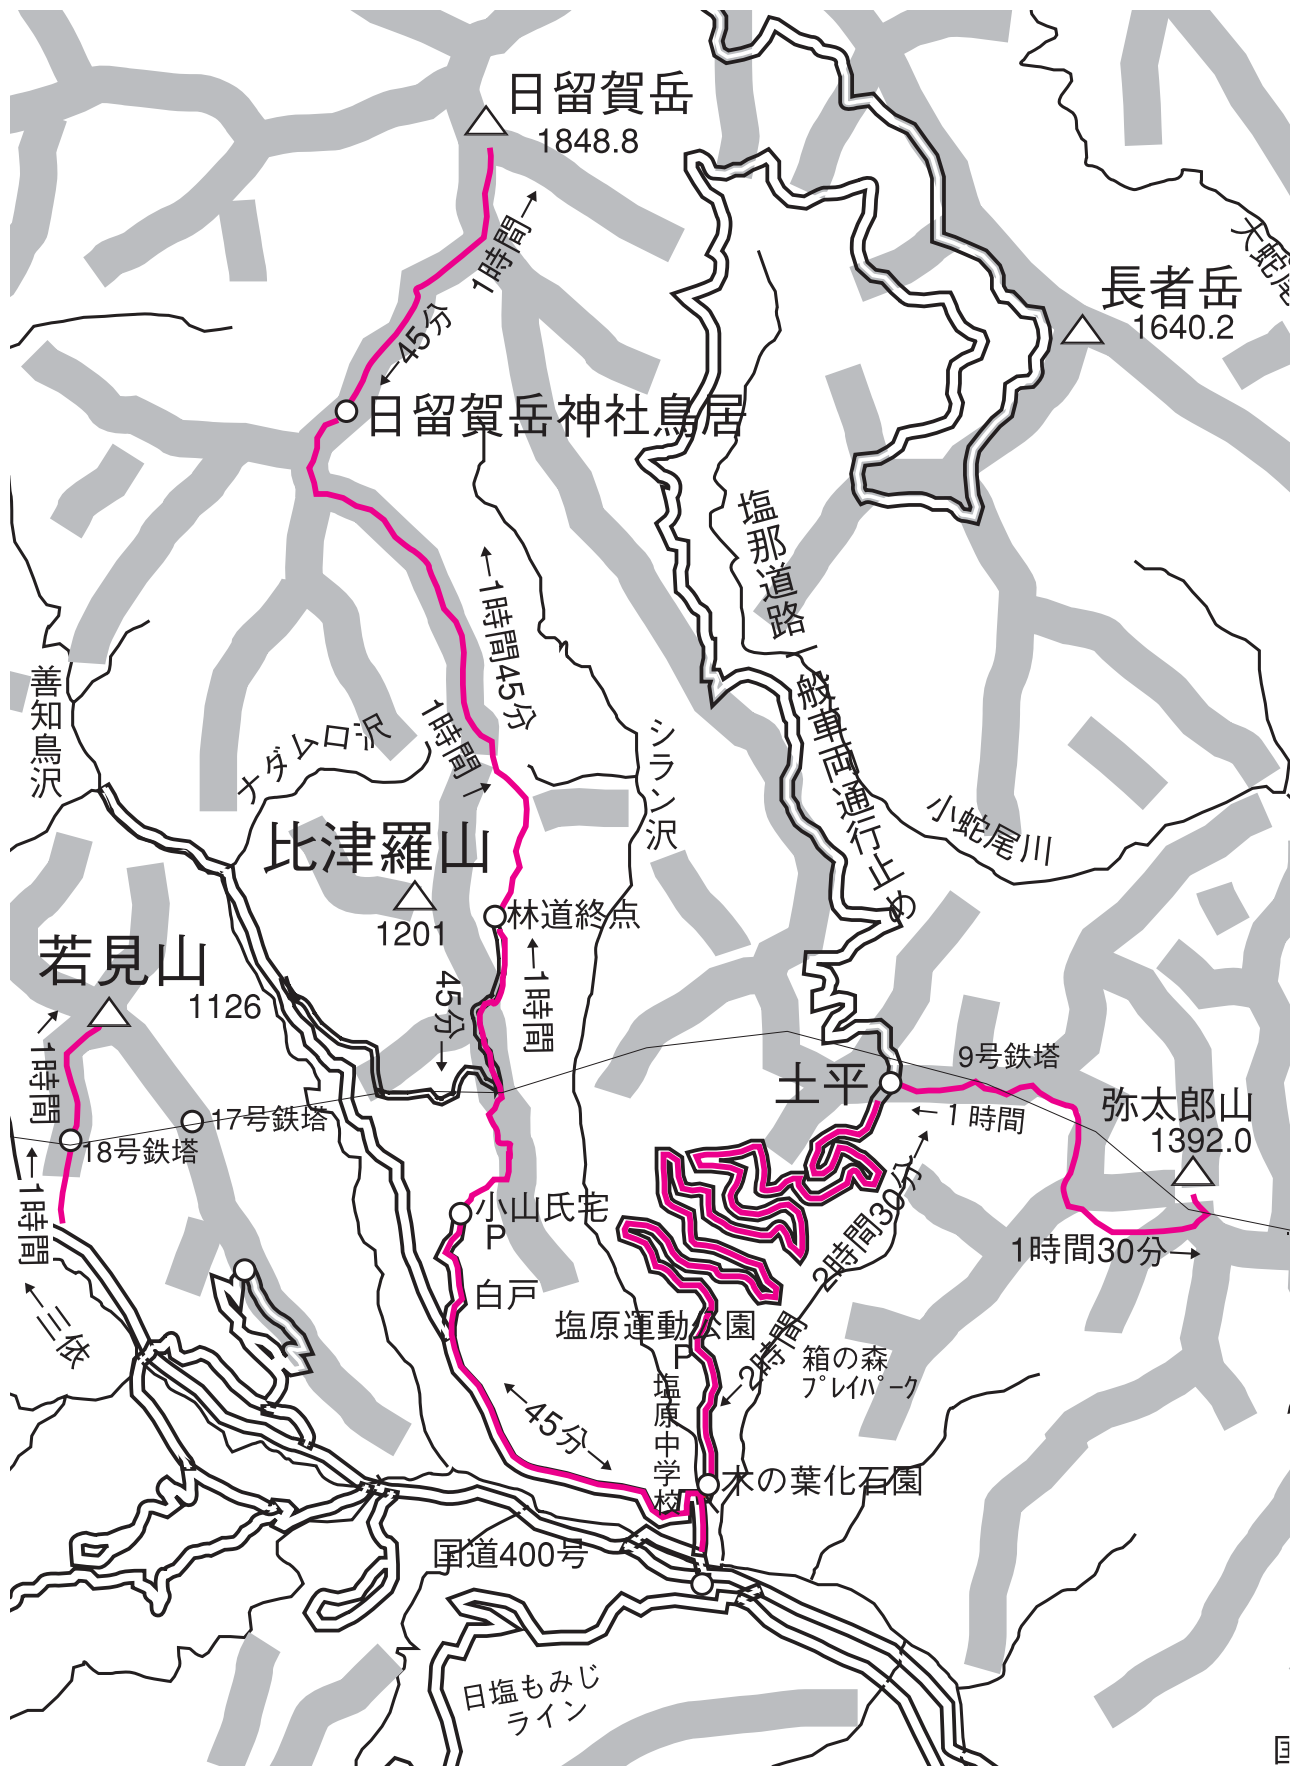 日留賀岳
1848.8
1時間→
←45分
大蛇尾
長者岳
1640.2
日留賀岳神社鳥居
塩那道路一般車両通行止め
←1時間45分
善知鳥沢
ナダムロ沢
1時間→
シラン沢
小蛇尾川
比津羅山
1201
林道終点
若見山
1126
45分→
←1時間
1時間→
9号鉄塔
土平
←1時間
弥太郎山
1392.0
17号鉄塔
18号鉄塔
←1時間
小山氏宅
P
白戸
2時間30分→
1時間30分→
←三依
塩原運動公園
P
←2時間
箱の森
プレイパーク
塩原中学校
←45分→
木の葉化石園
国道400号
日塩もみじ
ライン